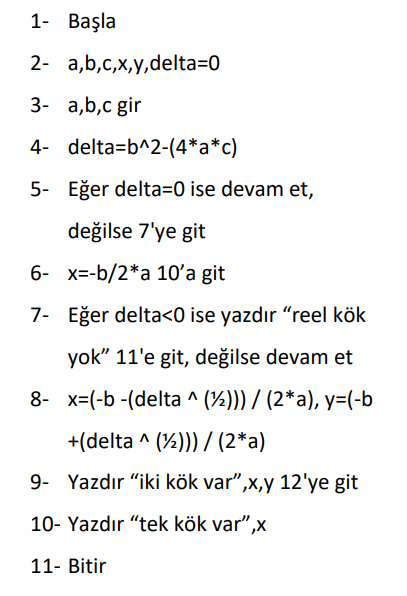 1- Başla
2- a,b,c,x,y,delta=0
3- a,b,c gir
4- delta=b^2-(4*a*c)
5- Eğer delta=0 ise devam et,
değilse 7'ye git
6- x=-b/2*a 10’a git
7- Eğer delta<0 ise yazdır “reel kök
yok” 11'e git, değilse devam et
8- x=(-b -(delta ^ (½))) / (2*a), y=(-b
+(delta ^ (½))) / (2*a)
9- Yazdır “iki kök var”,x,y 12'ye git
10- Yazdır “tek kök var”,x
11- Bitir